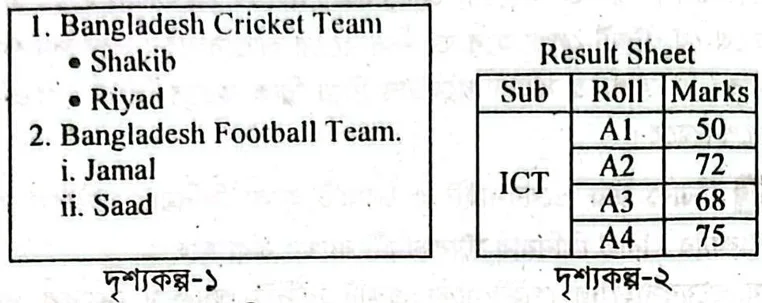 1. Bangladesh Cricket Team
• Shakib
• Riyad
2. Bangladesh Football Team.
i. Jamal
ii. Saad
দৃশ্যকল্প-১
Result Sheet
Sub Roll Marks
ICT A1 50
A2 72
A3 68
A4 75
দৃশ্যকল্প-২